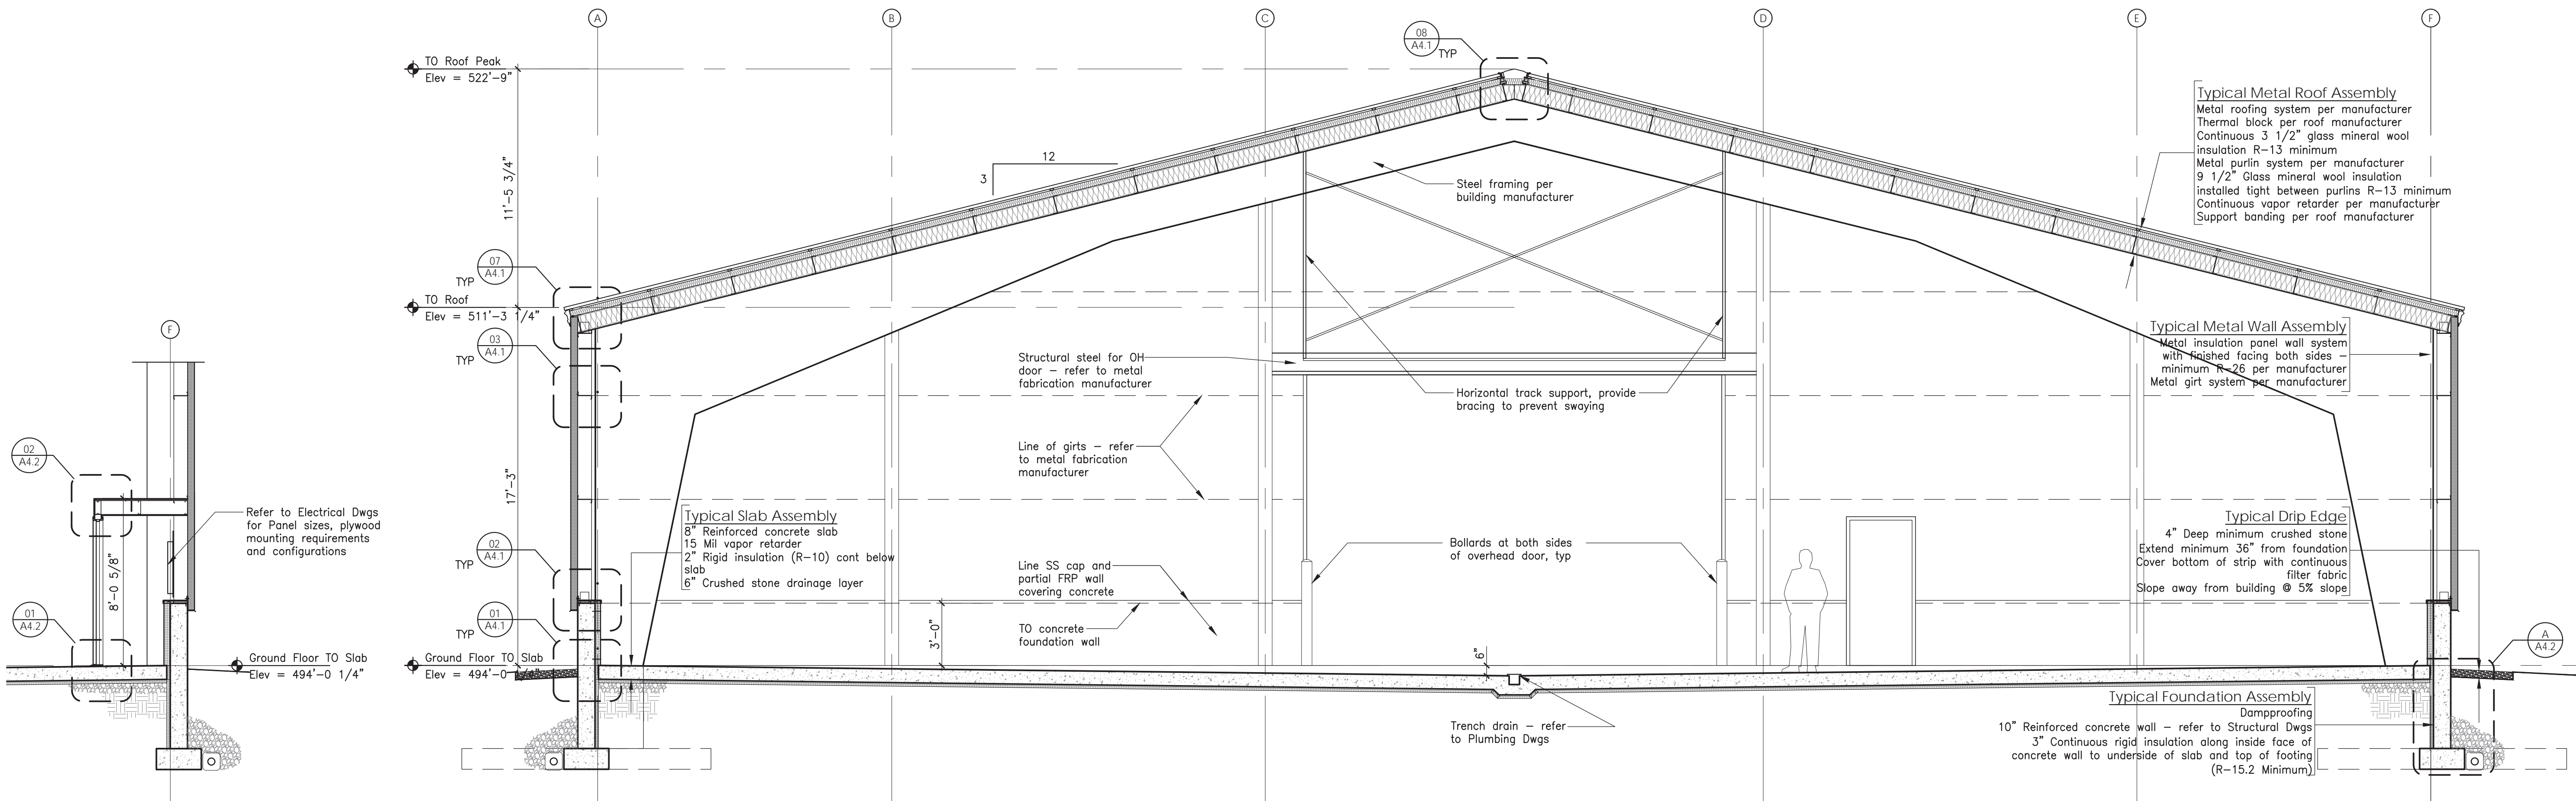 A
B
C
D
E
F
08
A4.1
TYP
TO Roof Peak
Elev = 522'-9"
11'-5 3/4"
12
3
Steel framing per
building manufacturer
Typical Metal Roof Assembly
Metal roofing system per manufacturer
Thermal block per roof manufacturer
Continuous 3 1/2" glass mineral wool
insulation R-13 minimum
Metal purlin system per manufacturer
9 1/2" Glass mineral wool insulation
installed tight between purlins R-13 minimum
Continuous vapor retarder per manufacturer
Support banding per roof manufacturer
07
A4.1
TYP
TO Roof
Elev = 511'-3 1/4"
03
A4.1
TYP
F
Structural steel for OH
door - refer to metal
fabrication manufacturer
Horizontal track support, provide
bracing to prevent swaying
Typical Metal Wall Assembly
Metal insulation panel wall system
with finished facing both sides -
minimum R-26 per manufacturer
Metal girt system per manufacturer
02
A4.2
Line of girts - refer
to metal fabrication
manufacturer
17'-3"
Refer to Electrical Dwgs
for Panel sizes, plywood
mounting requirements
and configurations
8'-0 5/8"
Typical Slab Assembly
8" Reinforced concrete slab
15 Mil vapor retarder
2" Rigid insulation (R-10) cont below
slab
6" Crushed stone drainage layer
02
A4.1
TYP
Bollards at both sides
of overhead door, typ
Typical Drip Edge
4" Deep minimum crushed stone
Extend minimum 36" from foundation
Cover bottom of strip with continuous
filter fabric
Slope away from building @ 5% slope
Line SS cap and
partial FRP wall
covering concrete
TO concrete
foundation wall
3'-0"
6"
01
A4.2
01
A4.1
TYP
A
A4.2
Ground Floor TO Slab
Elev = 494'-0 1/4"
Ground Floor TO Slab
Elev = 494'-0 1/4"
Trench drain - refer
to Plumbing Dwgs
Typical Foundation Assembly
Dampproofing
10" Reinforced concrete wall - refer to Structural Dwgs
3" Continuous rigid insulation along inside face of
concrete wall to underside of slab and top of footing
(R-15.2 Minimum)